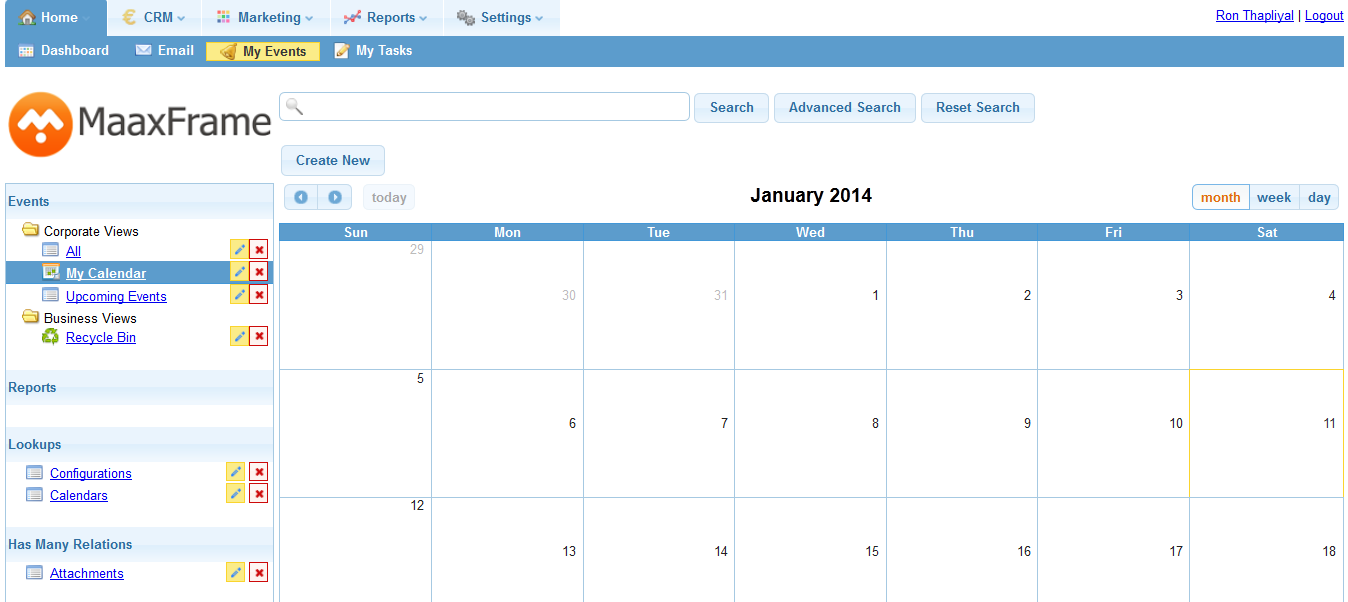 Home CRM Marketing Reports Settings Ron Thapliyal | Logout
Dashboard Email My Events My Tasks
MaaxFrame
Search Advanced Search Reset Search
Create New
Events
Corporate Views
All
My Calendar
Upcoming Events
Business Views
Recycle Bin
Reports
Lookups
Configurations
Calendars
Has Many Relations
Attachments
today January 2014 month week day
Sun Mon Tue Wed Thu Fri Sat
29 30 31 1 2 3 4
5 6 7 8 9 10 11
12 13 14 15 16 17 18